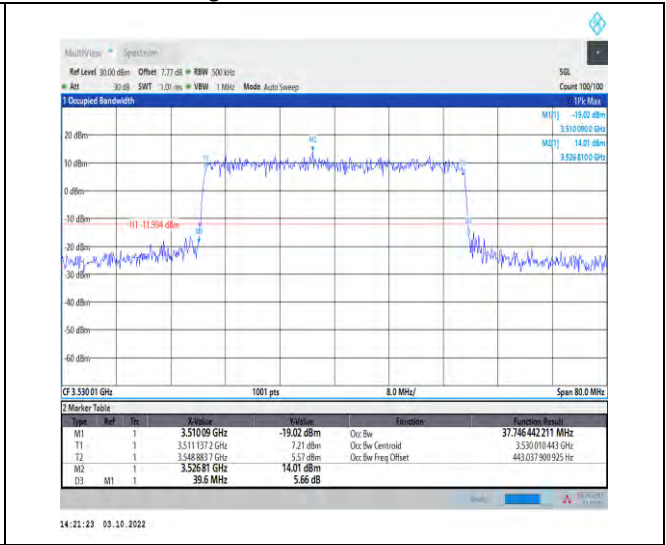 MultiView Spectrum
Ref Level 30.00 dBm Offset 7.77 dB RBW 500 kHz SGL
Att 30 dB SWT 1.01 ms VBW 1 MHz Mode Auto Sweep Count 100/100
1 Occupied Bandwidth 1Pk Max
M1[1] -19.02 dBm
3.510 090 0 GHz
M2[1] 14.01 dBm
3.526 810 0 GHz
M2
20 dBm
10 dBm
0 dBm
-10 dBm
H1 -11.994 dBm
-20 dBm
-30 dBm
-40 dBm
-50 dBm
-60 dBm
CF 3.530 01 GHz 1001 pts 8.0 MHz/ Span 80.0 MHz
2 Marker Table
Type Ref Trc X-Value Y-Value Function Function Result
M1 1 3.510 09 GHz -19.02 dBm Occ Bw 37.746 442 211 MHz
T1 1 3.511 137 2 GHz 7.21 dBm Occ Bw Centroid 3.530 010 443 GHz
T2 1 3.548 883 7 GHz 5.57 dBm Occ Bw Freq Offset 443.037 900 925 Hz
M2 1 3.526 81 GHz 14.01 dBm
D3 M1 1 39.6 MHz 5.66 dB
14:21:23 03.10.2022